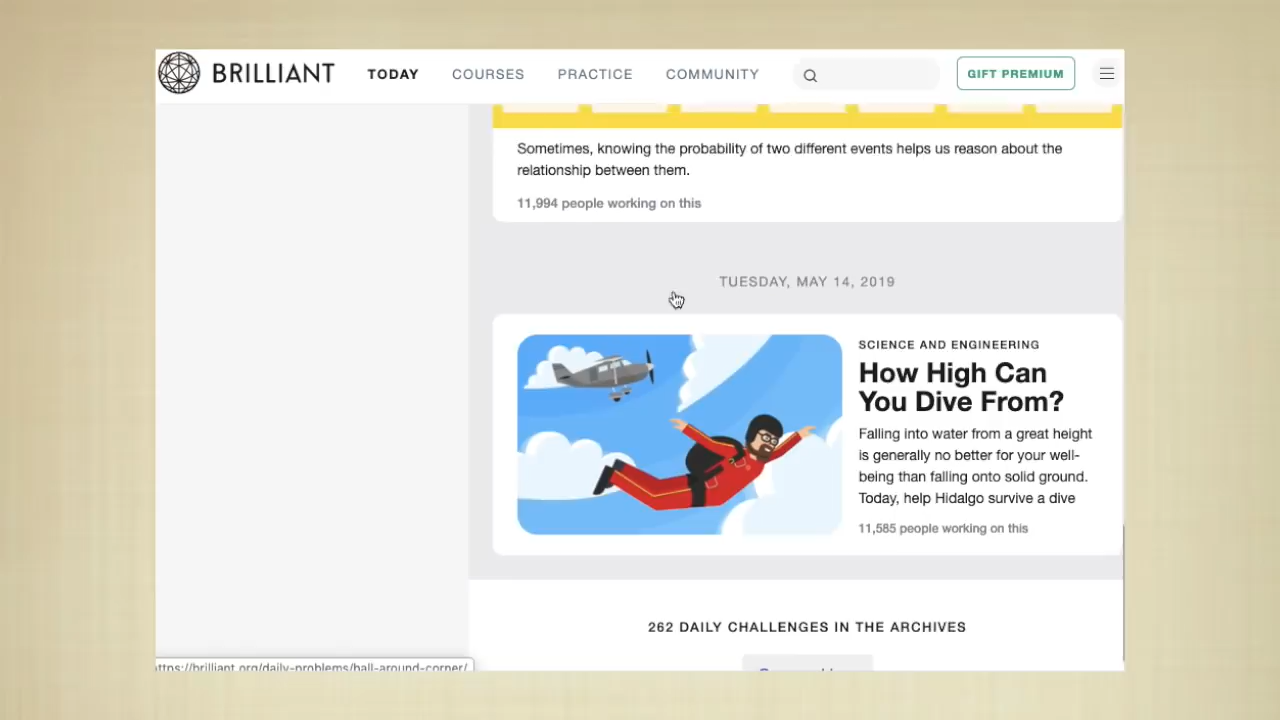 BRILLIANT TODAY COURSES PRACTICE COMMUNITY GIFT PREMIUM
Sometimes, knowing the probability of two different events helps us reason about the
relationship between them.
11,994 people working on this
TUESDAY, MAY 14, 2019
SCIENCE AND ENGINEERING
How High Can
You Dive From?
Falling into water from a great height
is generally no better for your well-
being than falling onto solid ground.
Today, help Hidalgo survive a dive
11,585 people working on this
262 DAILY CHALLENGES IN THE ARCHIVES
ttps://brilliant.org/daily-problems/ball-around-corner/